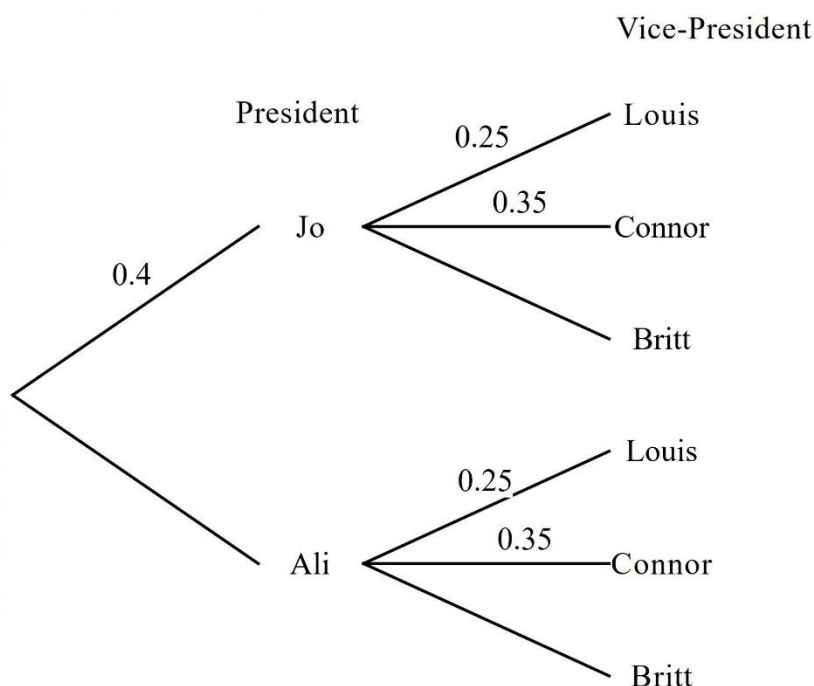 Vice-President
President
Louis
0.25
0.35
Jo
Connor
0.4
Britt
Louis
0.25
0.35
Ali
Connor
Britt